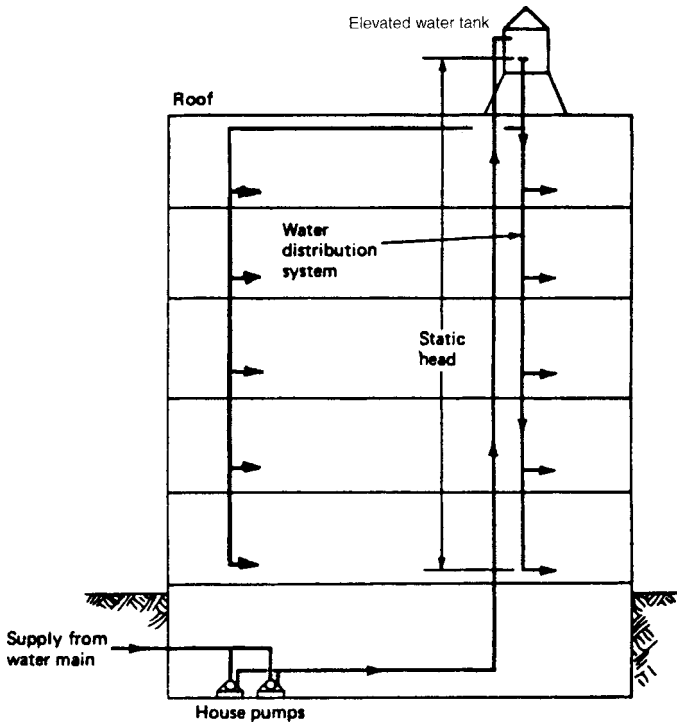 Elevated water tank
Roof
Water
distribution
system
Static
head
Supply from
water main
House pumps